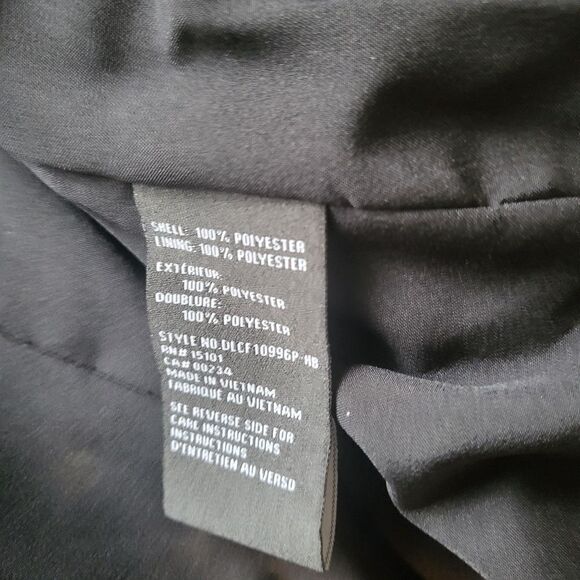 SHELL: 100% POLYESTER
LINING: 100% POLYESTER
EXTÉRIEUR:
100% POLYESTER
DOUBLURE:
100% POLYESTER
STYLE NO.DLCF10996P-HB
RN# 15101
CA# 00234
MADE IN VIETNAM
FABRIQUE AU VIETNAM
SEE REVERSE SIDE FOR
CARE INSTRUCTIONS
INSTRUCTIONS
D'ENTRETIEN AU VERSO